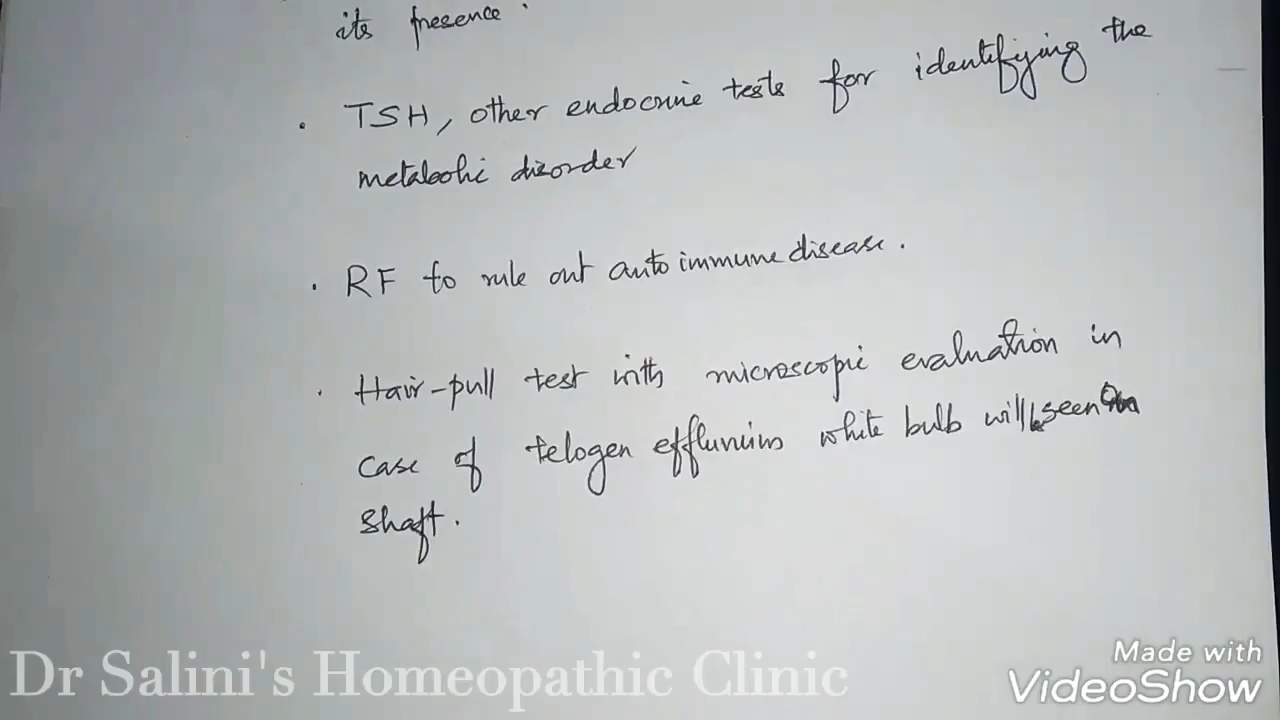 its presence.
. TSH, other endocrine tests for identifying the
metabolic disorder
. RF to rule out auto immune disease.
. Hair-pull test with microscopic evaluation in
case of telogen effluvium white bulb will be seen on
shaft.
Dr Salini's Homeopathic Clinic
Made with
VideoShow